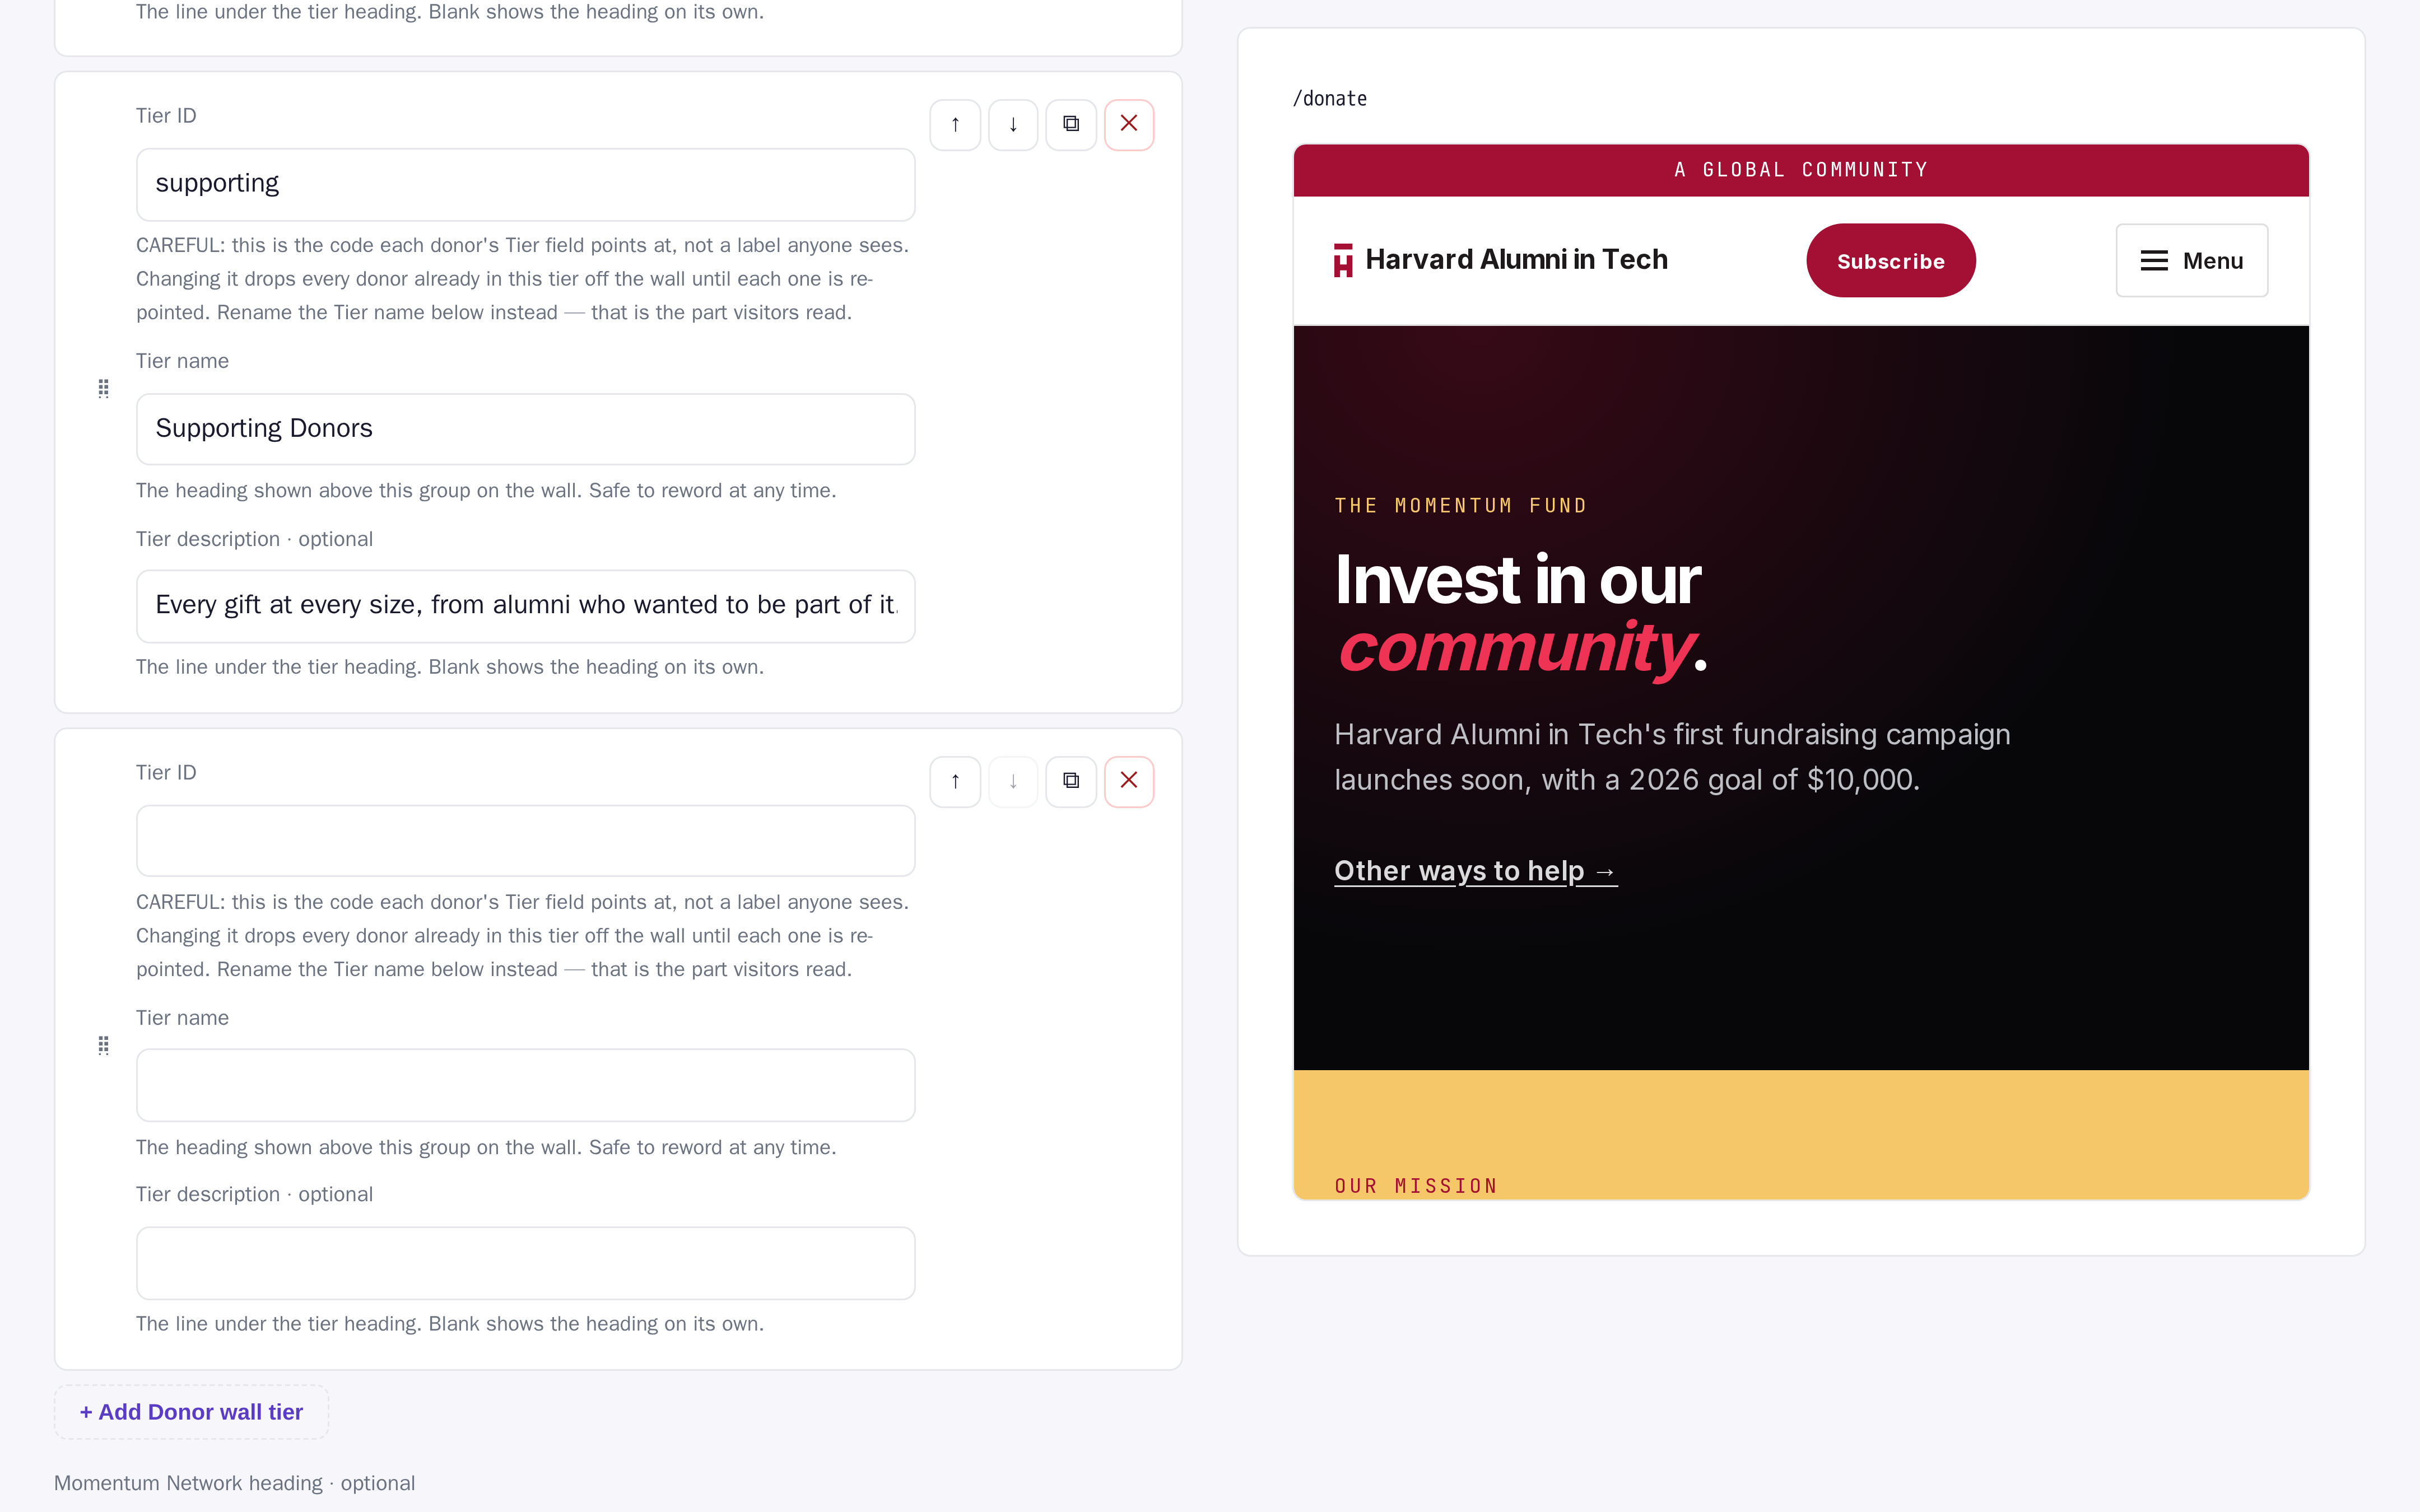 The line under the tier heading. Blank shows the heading on its own.
Tier ID
↑ ↓
supporting
CAREFUL: this is the code each donor's Tier field points at, not a label anyone sees.
Changing it drops every donor already in this tier off the wall until each one is re-
pointed. Rename the Tier name below instead — that is the part visitors read.
Tier name
Supporting Donors
The heading shown above this group on the wall. Safe to reword at any time.
Tier description · optional
Every gift at every size, from alumni who wanted to be part of it.
The line under the tier heading. Blank shows the heading on its own.
Tier ID
↑ ↓
CAREFUL: this is the code each donor's Tier field points at, not a label anyone sees.
Changing it drops every donor already in this tier off the wall until each one is re-
pointed. Rename the Tier name below instead — that is the part visitors read.
Tier name
The heading shown above this group on the wall. Safe to reword at any time.
Tier description · optional
The line under the tier heading. Blank shows the heading on its own.
+ Add Donor wall tier
Momentum Network heading · optional
/donate
A GLOBAL COMMUNITY
Harvard Alumni in Tech
Subscribe
Menu
THE MOMENTUM FUND
Invest in our
community.
Harvard Alumni in Tech's first fundraising campaign
launches soon, with a 2026 goal of $10,000.
Other ways to help →
OUR MISSION